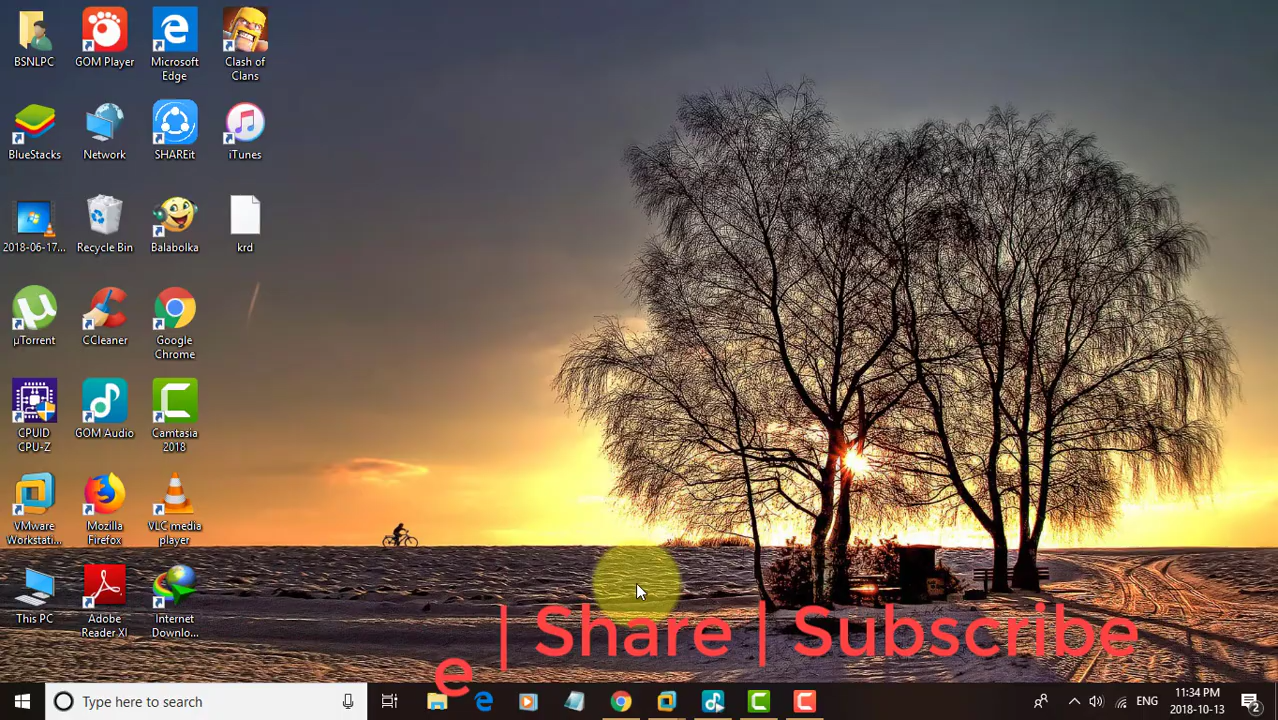 BSNLPC
GOM Player
Microsoft
Edge
Clash of
Clans
BlueStacks
Network
SHAREit
iTunes
2018-06-17...
Recycle Bin
Balabolka
krd
µTorrent
CCleaner
Google
Chrome
CPUID
CPU-Z
GOM Audio
Camtasia
2018
VMware
Workstati...
Mozilla
Firefox
VLC media
player
This PC
Adobe
Reader XI
Internet
Downlo...
e | Share | Subscribe
Type here to search
ENG
11:34 PM
2018-10-13
2